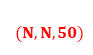 (N, N, 50)